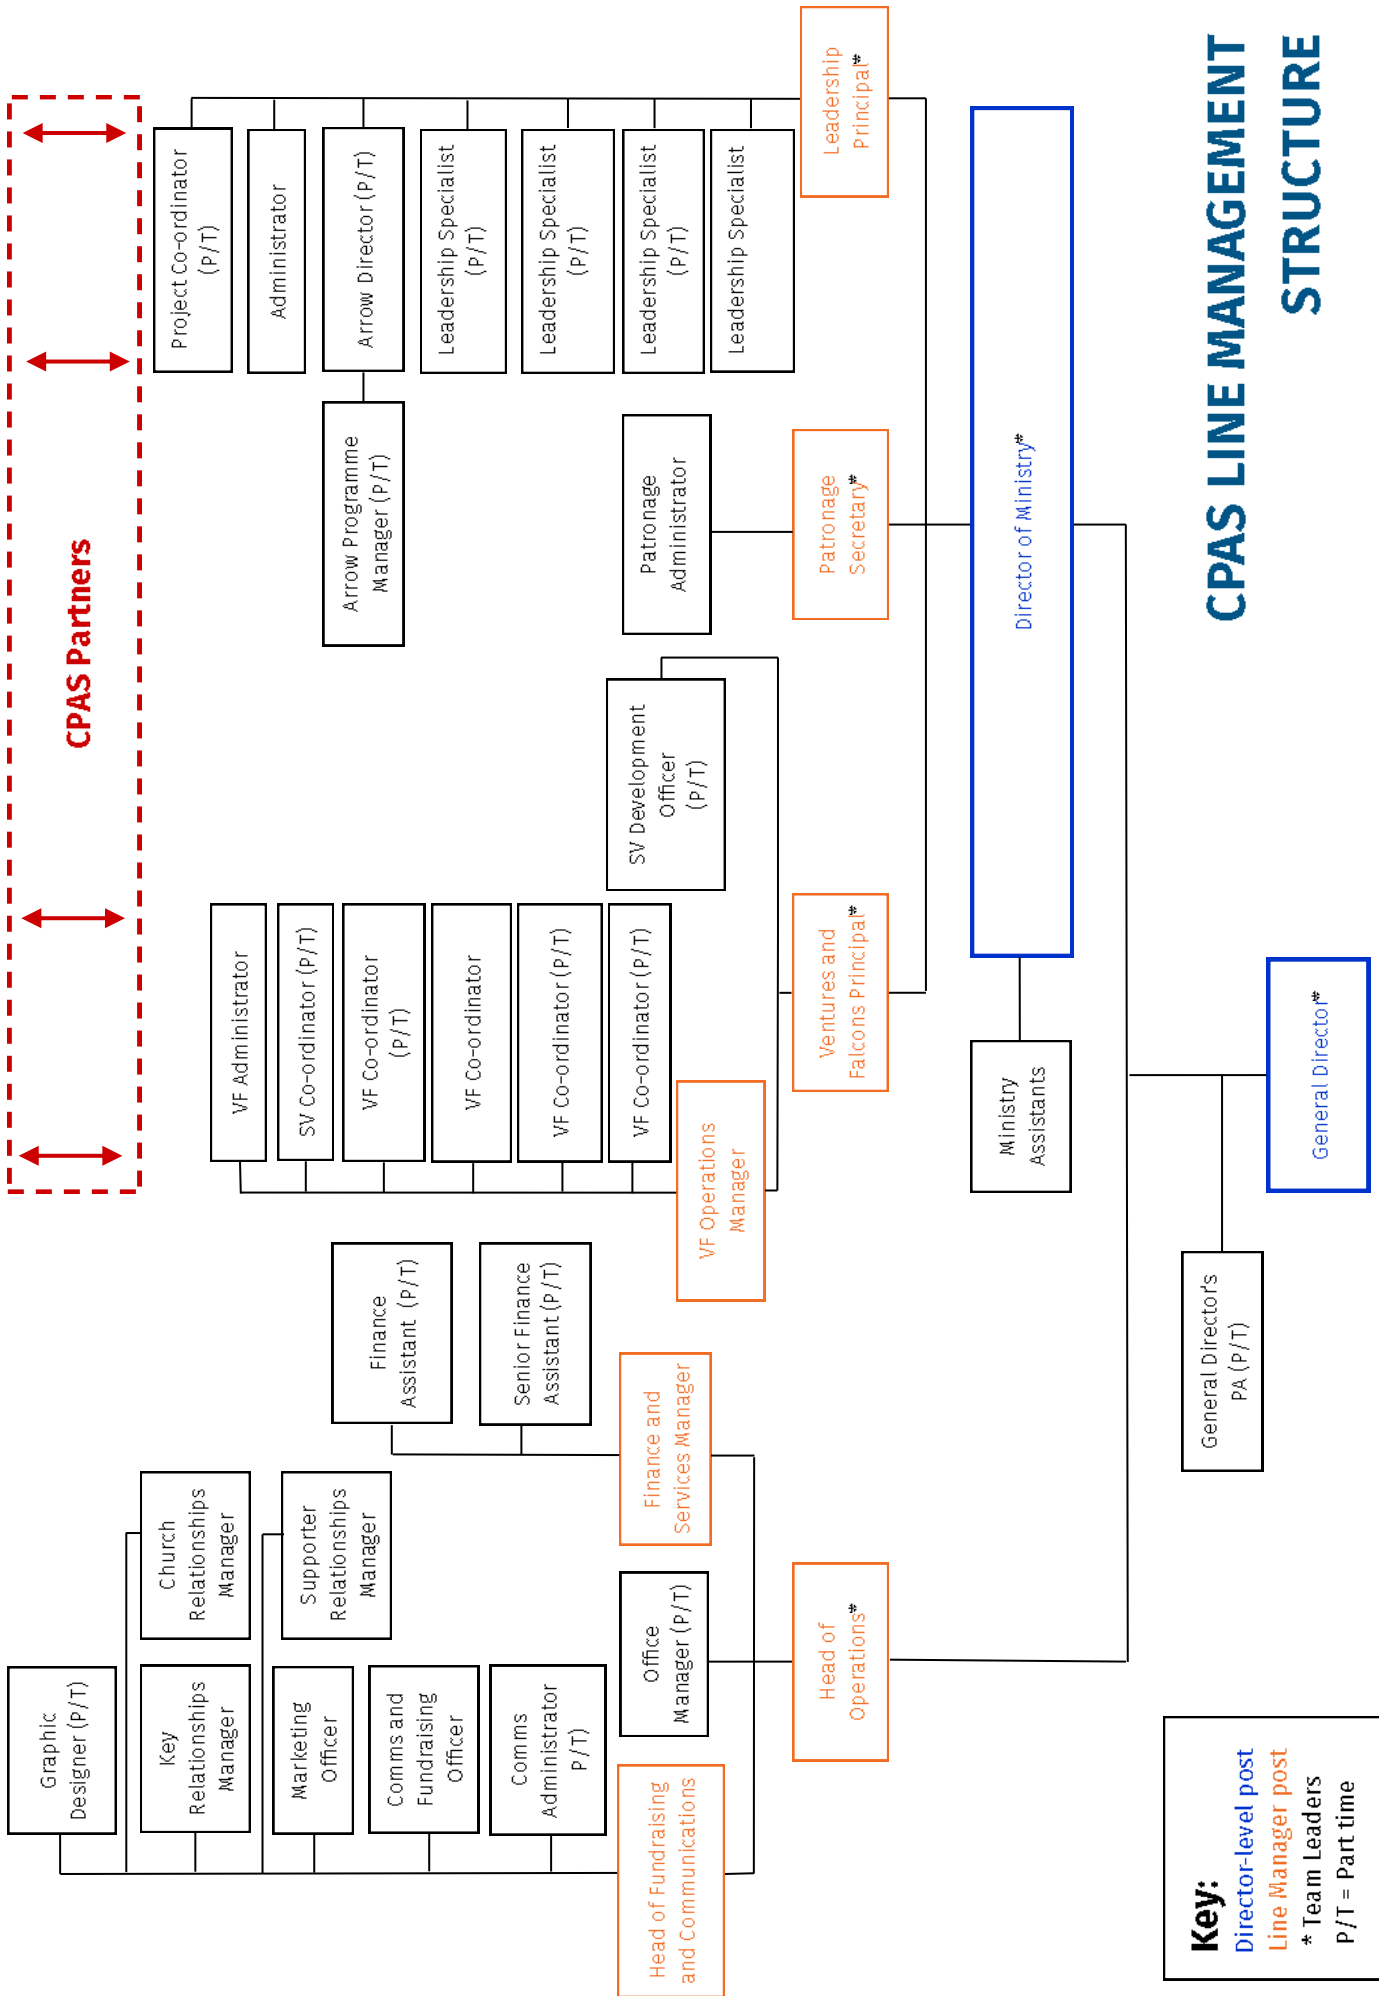 CPAS LINE MANAGEMENT
STRUCTURE
General Director*
General Director's
PA (P/T)
Director of Ministry*
Ministry
Assistants
Head of
Operations*
Ventures and
Falcons Principal*
Patronage
Secretary*
Leadership
Principal*
Head of Fundraising
and Communications
Office
Manager (P/T)
Finance and
Services Manager
VF Operations
Manager
SV Development
Officer
(P/T)
Patronage
Administrator
Graphic
Designer (P/T)
Church
Relationships
Manager
Key
Relationships
Manager
Supporter
Relationships
Manager
Marketing
Officer
Comms and
Fundraising
Officer
Comms
Administrator
P/T)
Finance
Assistant (P/T)
Senior Finance
Assistant(P/T)
VF Administrator
SV Co-ordinator (P/T)
VF Co-ordinator
(P/T)
VF Co-ordinator
VF Co-ordinator (P/T)
VF Co-ordinator (P/T)
Project Co-ordinator
(P/T)
Administrator
Arrow Director (P/T)
Arrow Programme
Manager (P/T)
Leadership Specialist
(P/T)
Leadership Specialist
(P/T)
Leadership Specialist
(P/T)
Leadership Specialist
CPAS Partners
Key:
Director-level post
Line Manager post
* Team Leaders
P/T = Part time